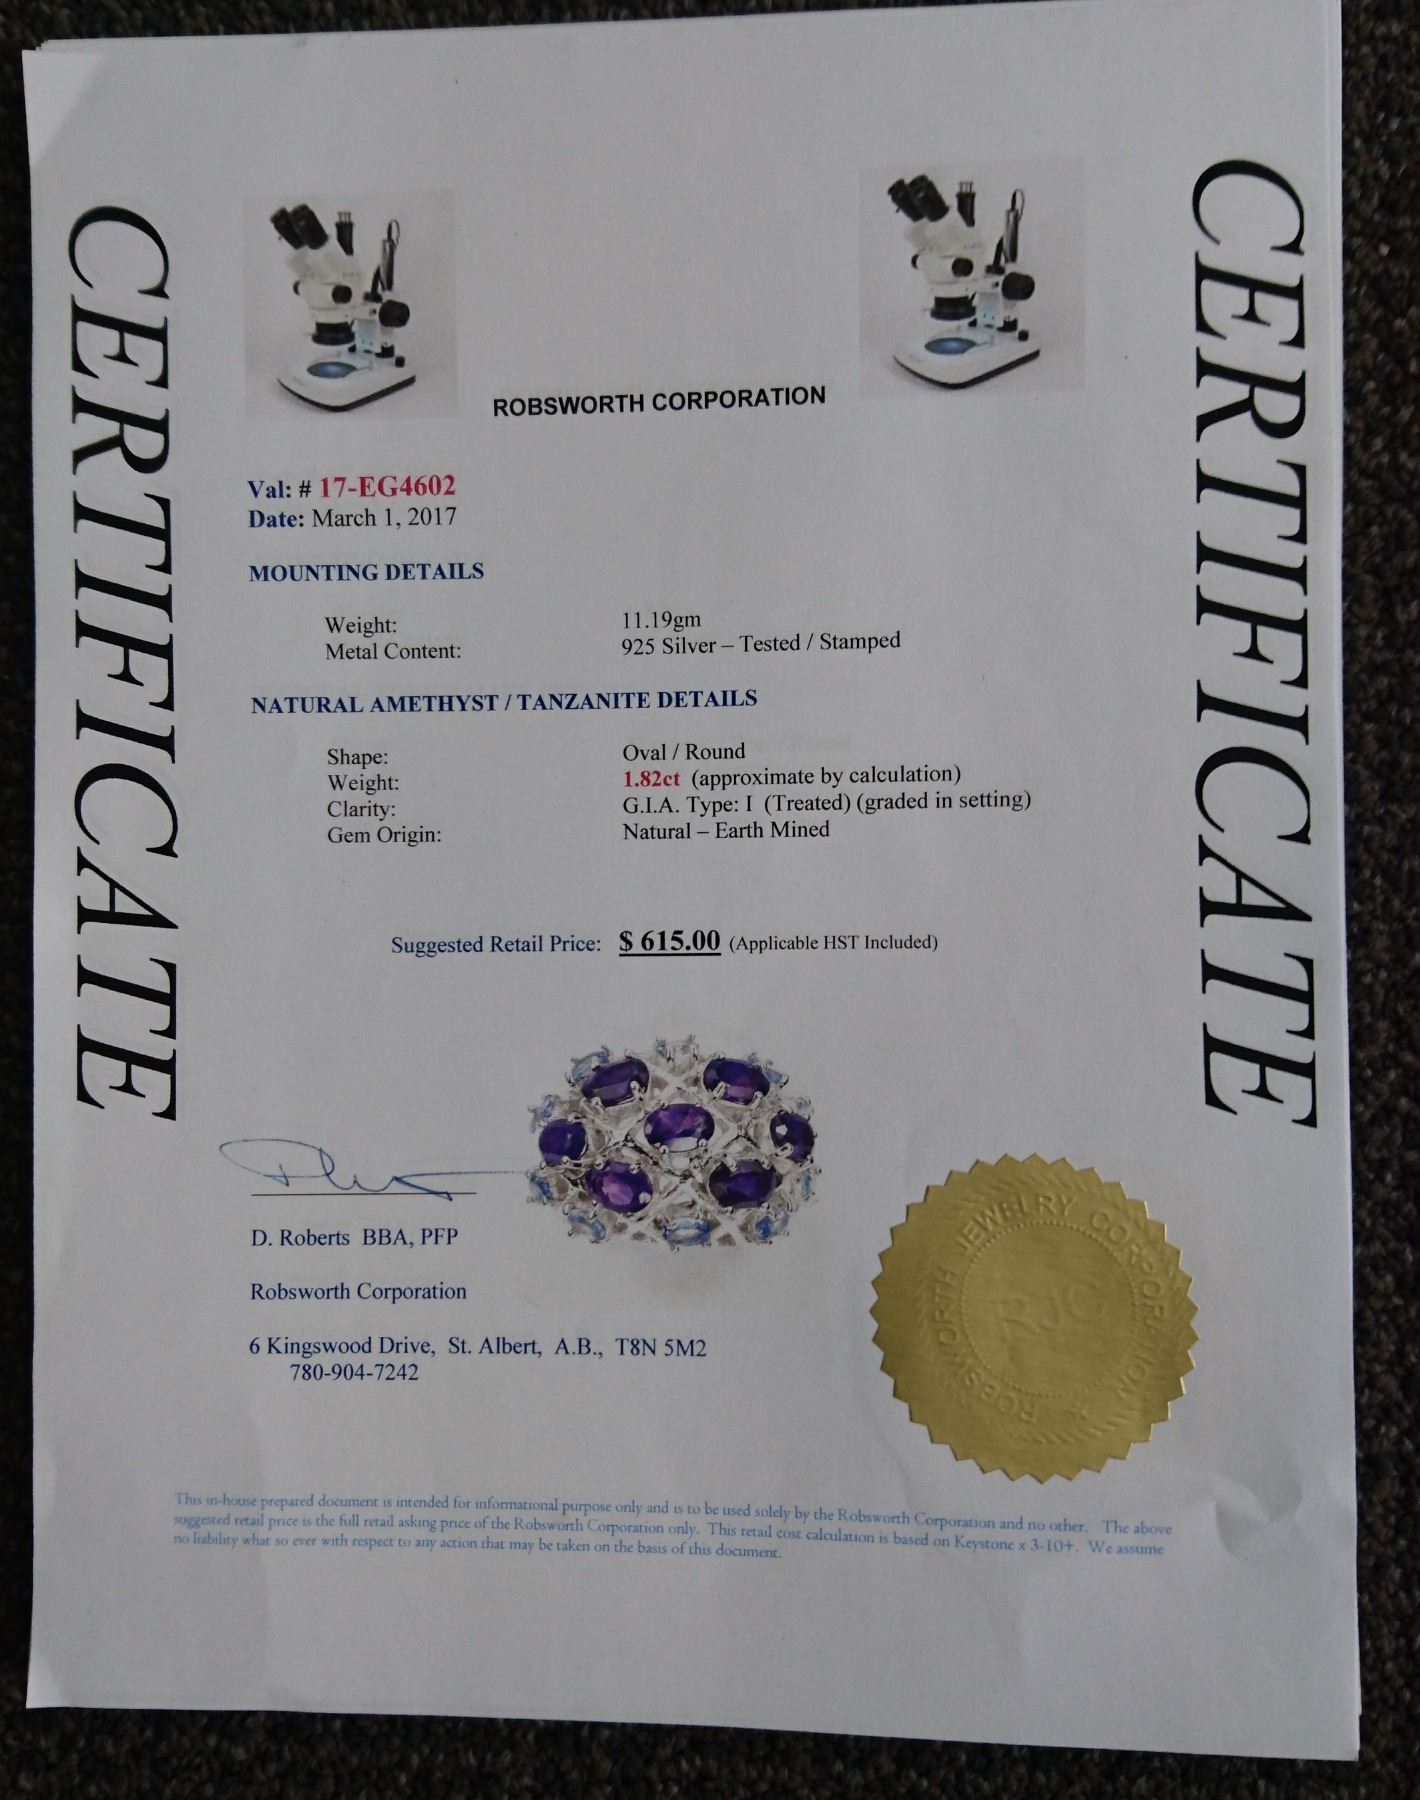 CERTIFICATE
CERTIFICATE
ROBSWORTH CORPORATION
Val: # 17-EG4602
Date: March 1, 2017
MOUNTING DETAILS
Weight: 11.19gm
Metal Content: 925 Silver – Tested / Stamped
NATURAL AMETHYST / TANZANITE DETAILS
Shape: Oval / Round
Weight: 1.82ct (approximate by calculation)
Clarity: G.I.A. Type: I (Treated) (graded in setting)
Gem Origin: Natural – Earth Mined
Suggested Retail Price: $ 615.00 (Applicable HST Included)
D. Roberts BBA, PFP
Robsworth Corporation
6 Kingswood Drive, St. Albert, A.B., T8N 5M2
780-904-7242
ROBSWORTH JEWELRY CORPORATION
RJC
This in-house prepared document is intended for informational purpose only and is to be used solely by the Robsworth Corporation and no other. The above
suggested retail price is the full retail asking price of the Robsworth Corporation only. This retail cost calculation is based on Keystone x 3-10+. We assume
no liability what so ever with respect to any action that may be taken on the basis of this document.